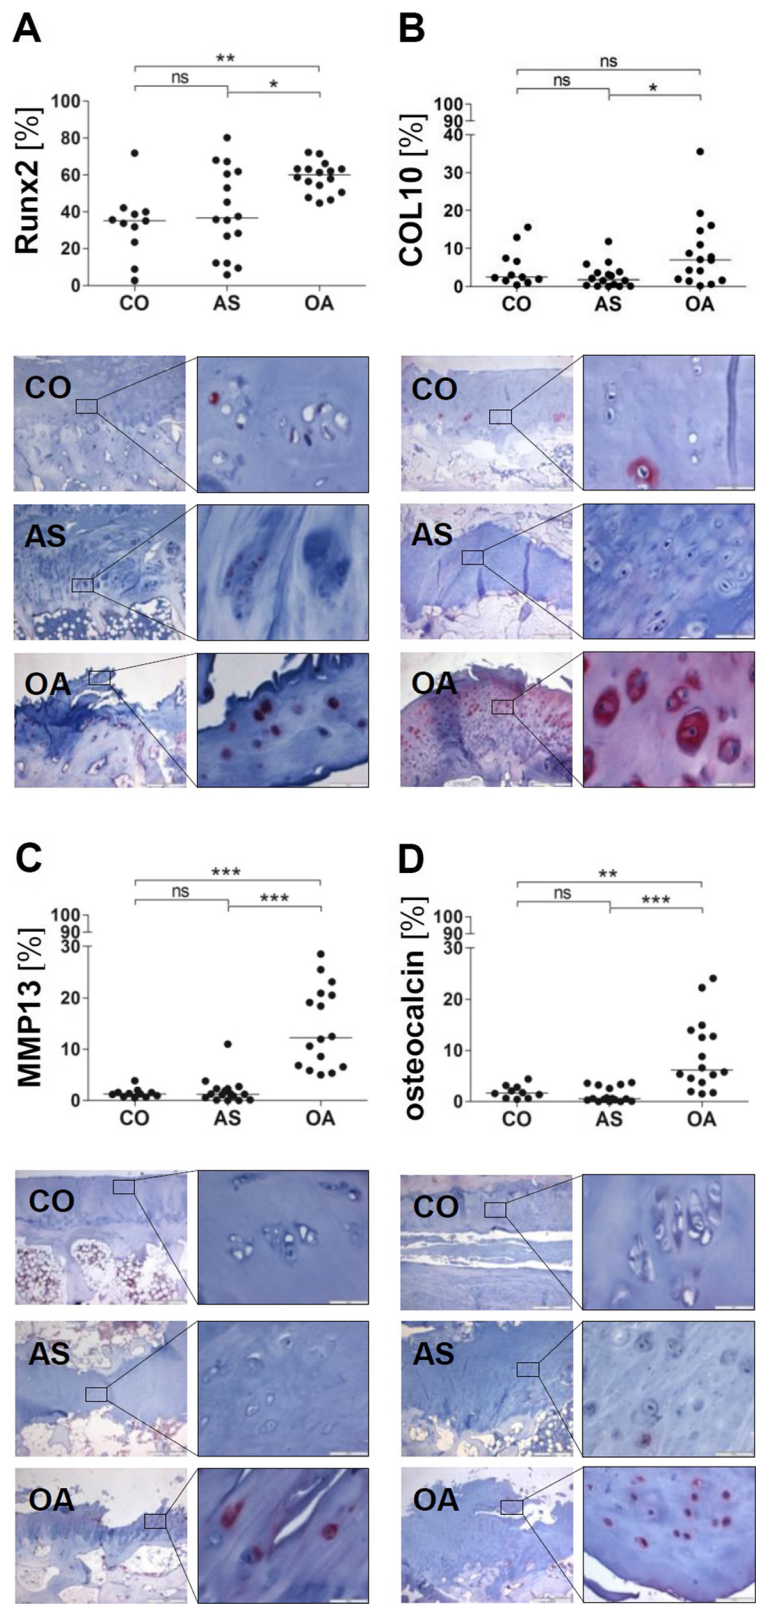 A
**
ns
*
Runx2 [%]
100
80
60
40
20
0
CO AS OA
CO
AS
OA
B
ns
ns
*
COL10 [%]
100
90
40
30
20
10
0
CO AS OA
CO
AS
OA
C
***
ns
***
MMP13 [%]
100
90
30
20
10
0
CO AS OA
CO
AS
OA
D
**
ns
***
osteocalcin [%]
100
90
30
20
10
0
CO AS OA
CO
AS
OA